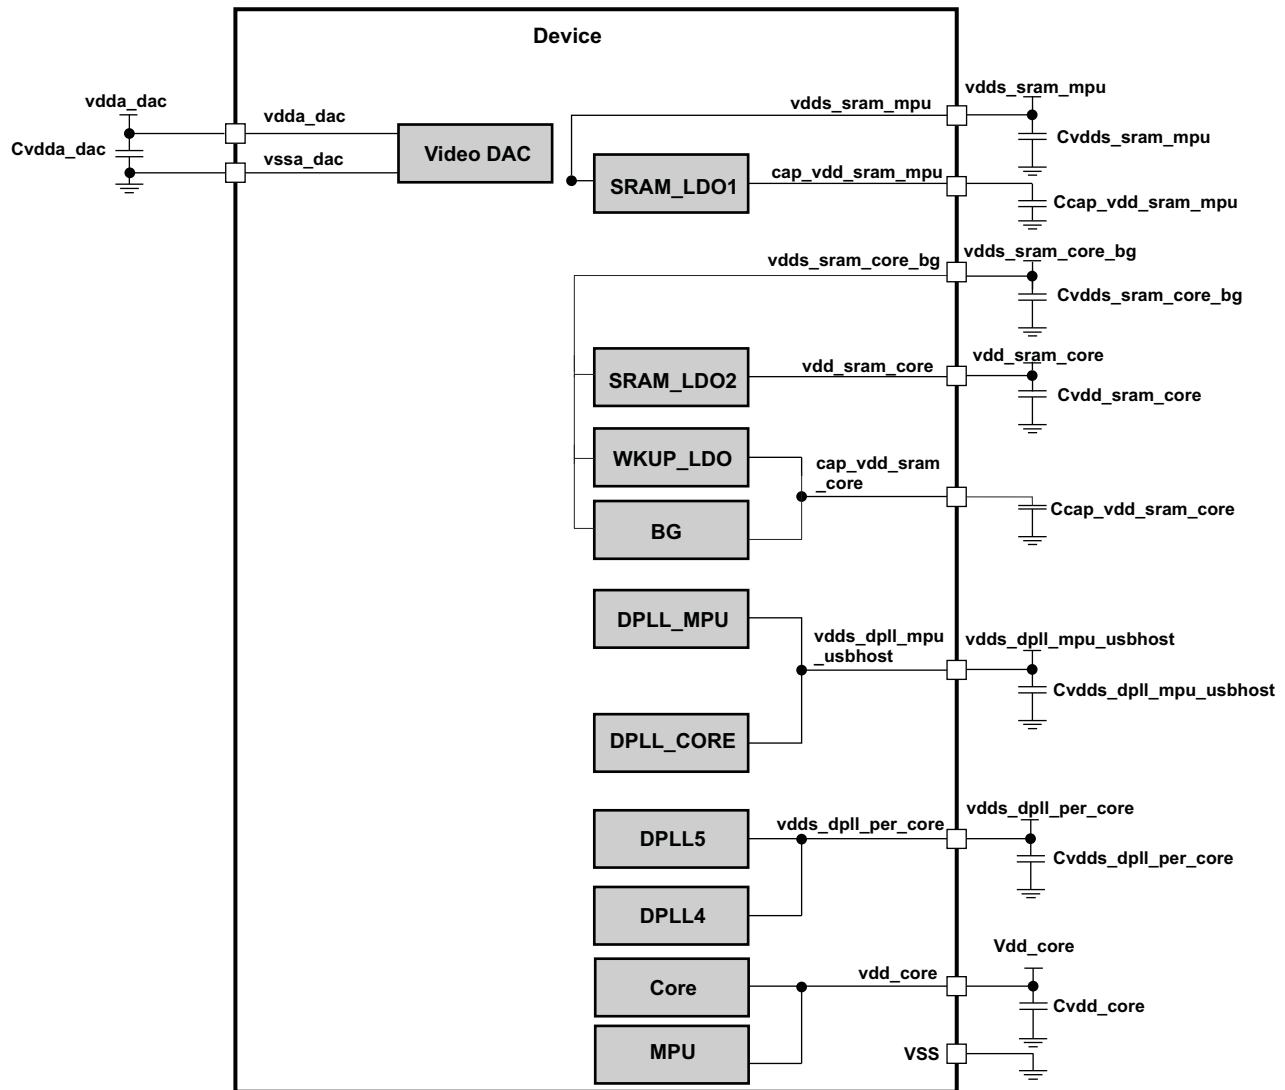 Device
vdda_dac
Cvdda_dac
vdda_dac
vssa_dac
Video DAC
vdds_sram_mpu
vdds_sram_mpu
Cvdds_sram_mpu
SRAM_LDO1
cap_vdd_sram_mpu
Ccap_vdd_sram_mpu
vdds_sram_core_bg
vdds_sram_core_bg
Cvdds_sram_core_bg
SRAM_LDO2
vdd_sram_core
vdd_sram_core
Cvdd_sram_core
WKUP_LDO
cap_vdd_sram
_core
Ccap_vdd_sram_core
BG
DPLL_MPU
vdds_dpll_mpu
_usbhost
vdds_dpll_mpu_usbhost
Cvdds_dpll_mpu_usbhost
DPLL_CORE
DPLL5
vdds_dpll_per_core
vdds_dpll_per_core
Cvdds_dpll_per_core
DPLL4
Core
vdd_core
Vdd_core
Cvdd_core
MPU
VSS